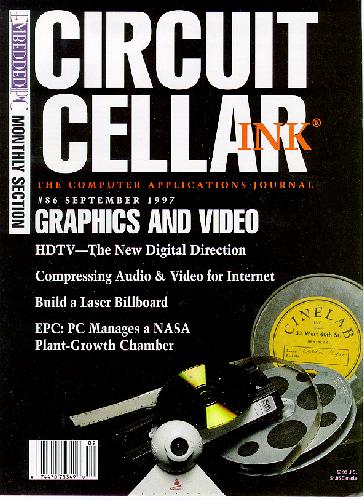 CIRCUIT
CELLAR
INK®
THE COMPUTER APPLICATIONS JOURNAL
#86 SEPTEMBER 1997
EMBEDDED PC
MONTHLY SECTION
GRAPHICS AND VIDEO
HDTV—The New Digital Direction
Compressing Audio & Video for Internet
Build a Laser Billboard
EPC: PC Manages a NASA
Plant-Growth Chamber
CINELAB
09